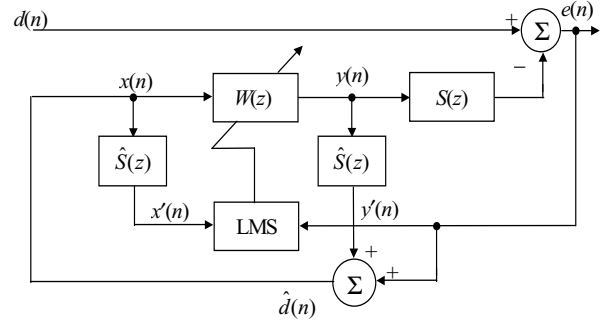 d(n)
+
Σ
e(n)
−
x(n)
W(z)
y(n)
S(z)
Ŝ(z)
Ŝ(z)
x′(n)
LMS
y′(n)
+
+
Σ
d̂(n)